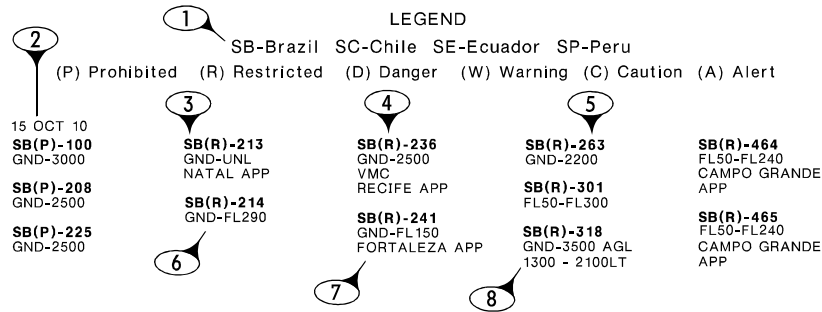 LEGEND
1
SB-Brazil SC-Chile SE-Ecuador SP-Peru
2
(P) Prohibited (R) Restricted (D) Danger (W) Warning (C) Caution (A) Alert
3
4
5
15 OCT 10
SB(P)-100
GND-3000
SB(P)-208
GND-2500
SB(P)-225
GND-2500
SB(R)-213
GND-UNL
NATAL APP
SB(R)-214
GND-FL290
6
SB(R)-236
GND-2500
VMC
RECIFE APP
SB(R)-241
GND-FL150
FORTALEZA APP
7
SB(R)-263
GND-2200
SB(R)-301
FL50-FL300
SB(R)-318
GND-3500 AGL
1300 - 2100LT
8
SB(R)-464
FL50-FL240
CAMPO GRANDE
APP
SB(R)-465
FL50-FL240
CAMPO GRANDE
APP